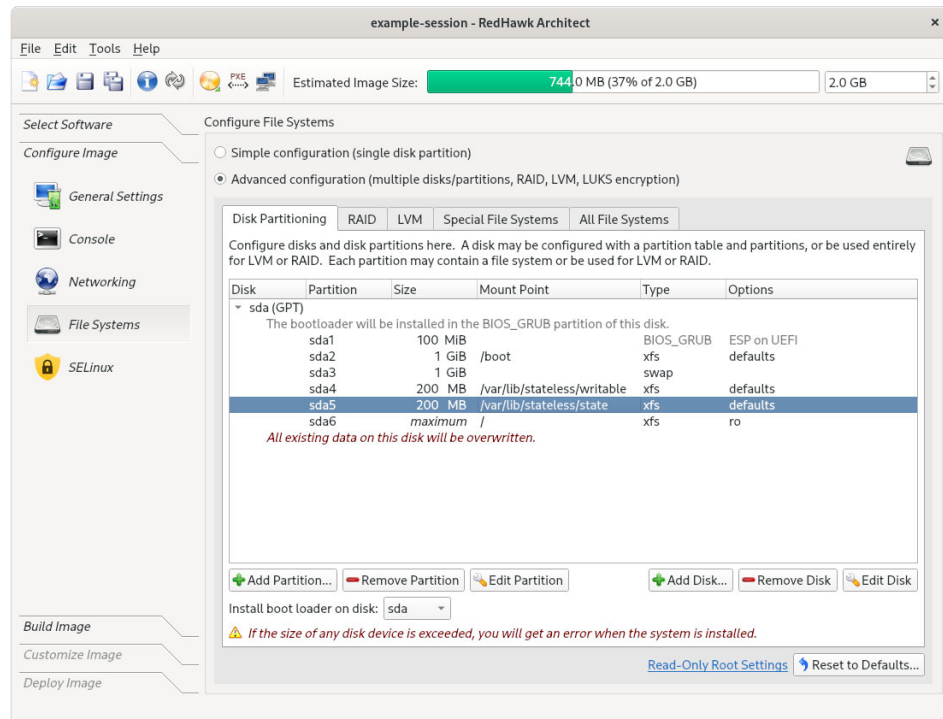 example-session - RedHawk Architect ×
File Edit Tools Help
PXE Estimated Image Size: 744.0 MB (37% of 2.0 GB) 2.0 GB
Select Software
Configure File Systems
Configure Image
Simple configuration (single disk partition)
Advanced configuration (multiple disks/partitions, RAID, LVM, LUKS encryption)
General Settings
Disk Partitioning RAID LVM Special File Systems All File Systems
Console
Configure disks and disk partitions here. A disk may be configured with a partition table and partitions, or be used entirely
for LVM or RAID. Each partition may contain a file system or be used for LVM or RAID.
Networking
Disk Partition Size Mount Point Type Options
sda (GPT)
File Systems
The bootloader will be installed in the BIOS_GRUB partition of this disk.
sda1 100 MiB BIOS_GRUB ESP on UEFI
sda2 1 GiB /boot xfs defaults
SELinux
sda3 1 GiB swap
sda4 200 MB /var/lib/stateless/writable xfs defaults
sda5 200 MB /var/lib/stateless/state xfs defaults
sda6 maximum / xfs ro
All existing data on this disk will be overwritten.
Add Partition... Remove Partition Edit Partition Add Disk... Remove Disk Edit Disk
Install boot loader on disk: sda
Build Image
If the size of any disk device is exceeded, you will get an error when the system is installed.
Customize Image
Read-Only Root Settings Reset to Defaults...
Deploy Image